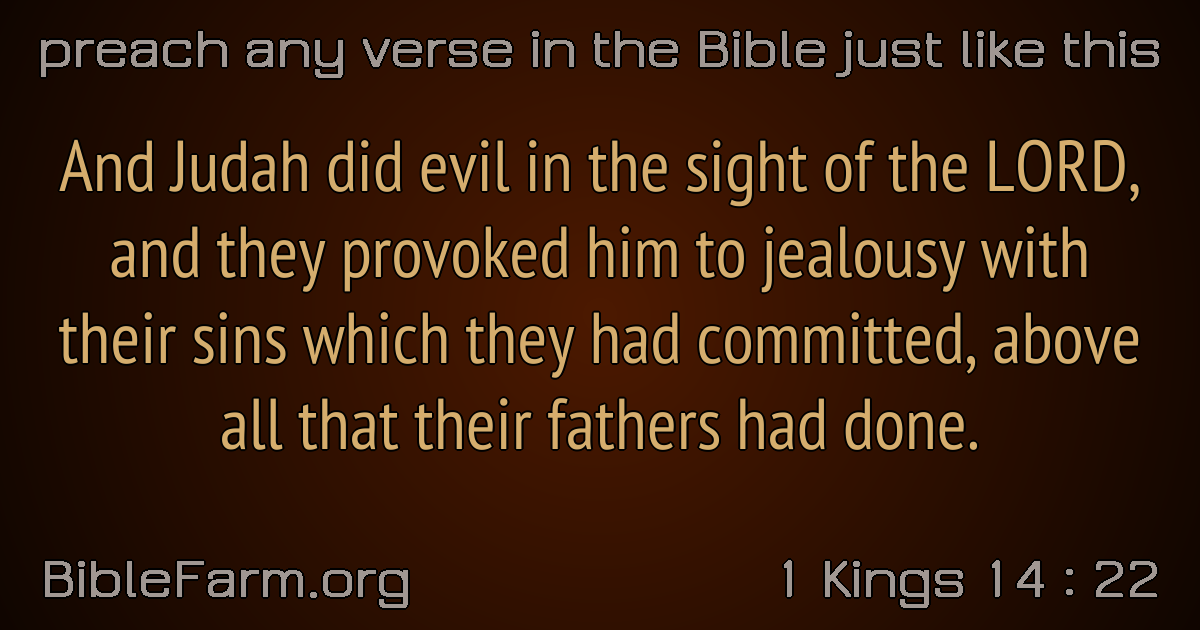 preach any verse in the Bible just like this
And Judah did evil in the sight of the LORD,
and they provoked him to jealousy with
their sins which they had committed, above
all that their fathers had done.
BibleFarm.org
1 Kings 14 : 22